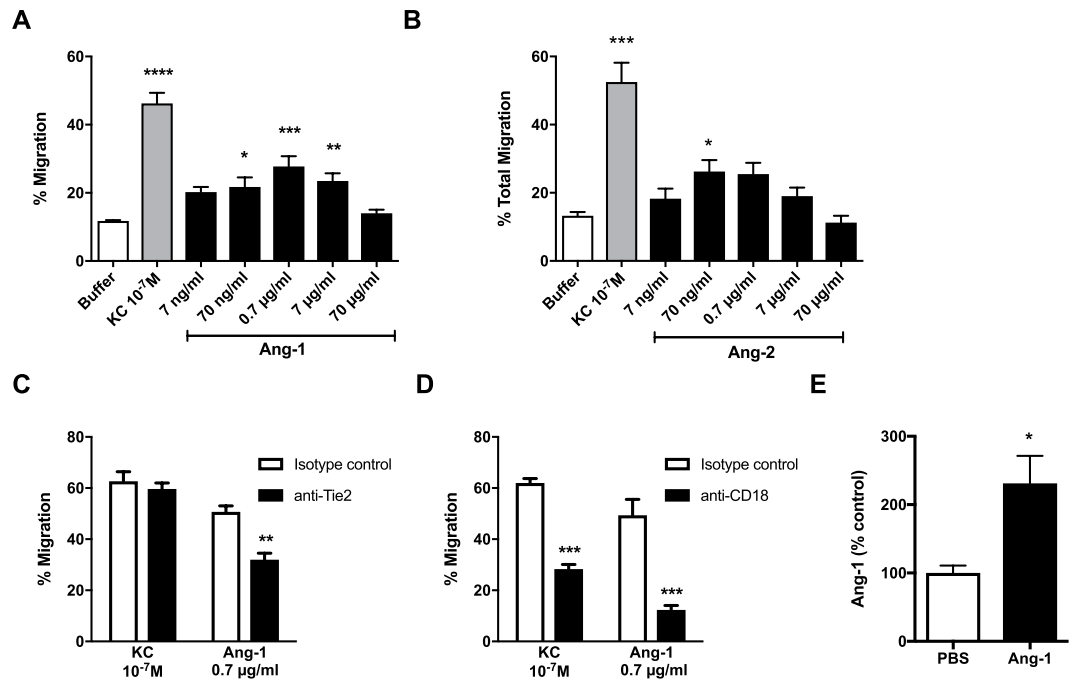 A
% Migration
60
40
20
0
****
*
***
**
Buffer
KC 10⁻⁷M
7 ng/ml
70 ng/ml
0.7 µg/ml
7 µg/ml
70 µg/ml
Ang-1
B
% Total Migration
60
40
20
0
***
*
Buffer
KC 10⁻⁷M
7 ng/ml
70 ng/ml
0.7 µg/ml
7 µg/ml
70 µg/ml
Ang-2
C
% Migration
80
60
40
20
0
Isotype control
anti-Tie2
**
KC
10⁻⁷M
Ang-1
0.7 µg/ml
D
% Migration
80
60
40
20
0
Isotype control
anti-CD18
***
***
KC
10⁻⁷M
Ang-1
0.7 µg/ml
E
Ang-1 (% control)
300
200
100
0
*
PBS
Ang-1